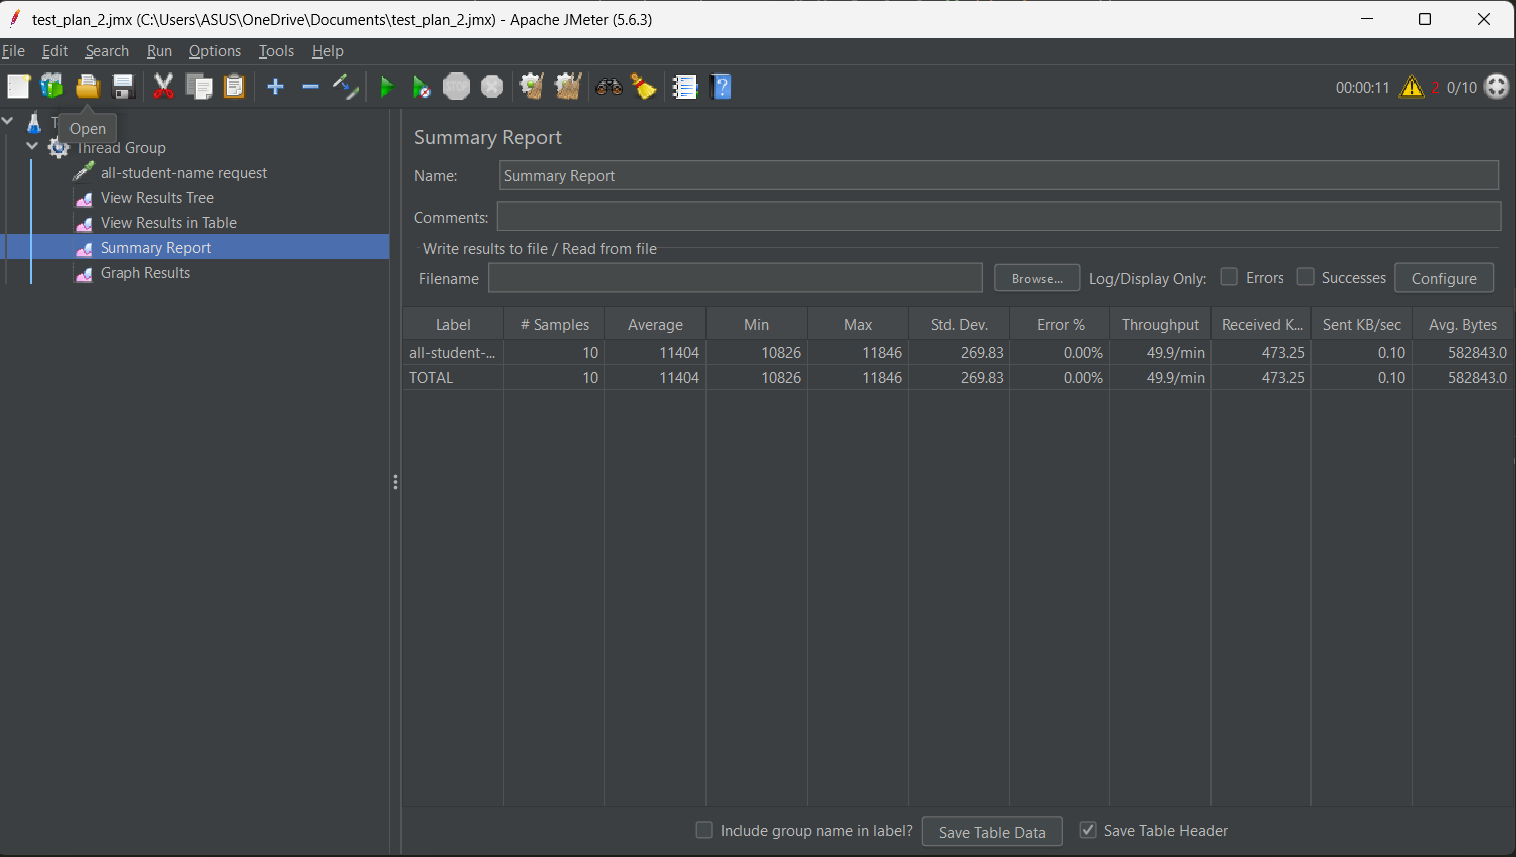 test_plan_2.jmx (C:\Users\ASUS\OneDrive\Documents\test_plan_2.jmx) - Apache JMeter (5.6.3)
File Edit Search Run Options Tools Help
STOP 00:00:11 2 0/10
Open
Thread Group
all-student-name request
View Results Tree
View Results in Table
Summary Report
Graph Results
Summary Report
Name: Summary Report
Comments:
Write results to file / Read from file
Filename Browse... Log/Display Only: Errors Successes Configure
Label # Samples Average Min Max Std. Dev. Error % Throughput Received K... Sent KB/sec Avg. Bytes
all-student-... 10 11404 10826 11846 269.83 0.00% 49.9/min 473.25 0.10 582843.0
TOTAL 10 11404 10826 11846 269.83 0.00% 49.9/min 473.25 0.10 582843.0
Include group name in label? Save Table Data Save Table Header